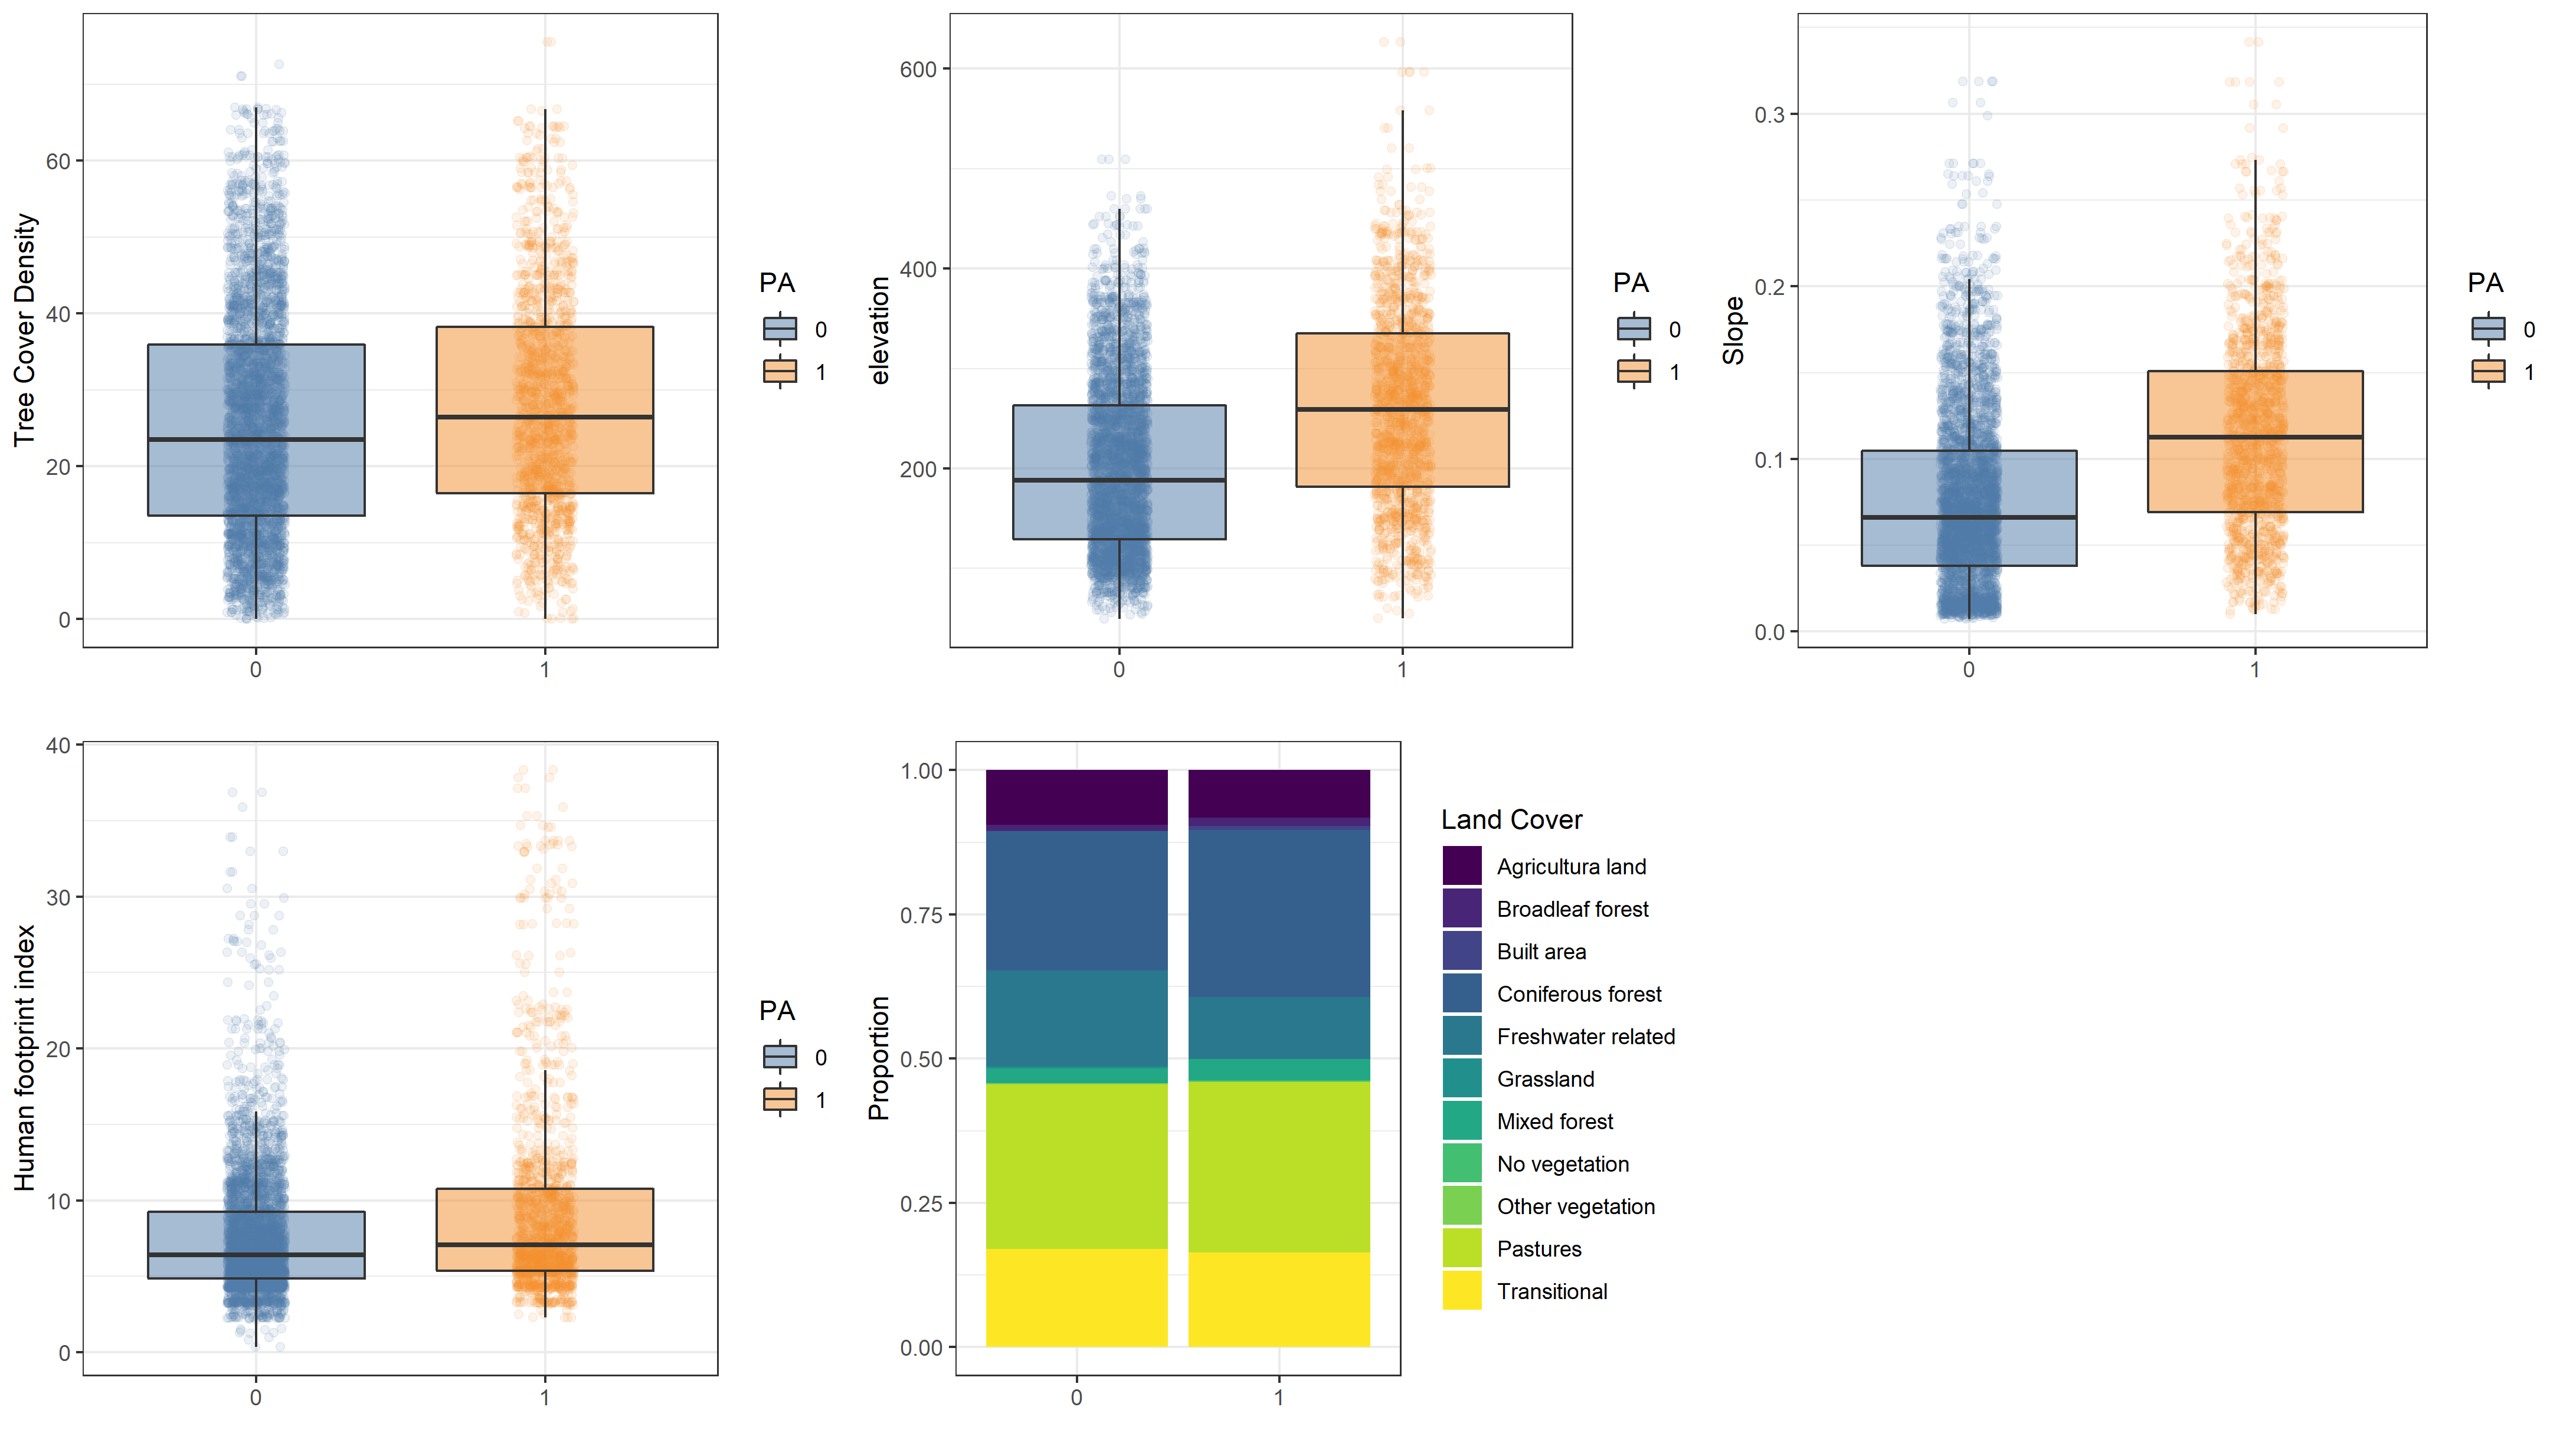 Tree Cover Density
60
40
20
0
0 1
PA
0
1
elevation
600
400
200
0 1
PA
0
1
Slope
0.3
0.2
0.1
0.0
0 1
PA
0
1
Human footprint index
40
30
20
10
0
0 1
PA
0
1
Proportion
1.00
0.75
0.50
0.25
0.00
0 1
Land Cover
Agricultura land
Broadleaf forest
Built area
Coniferous forest
Freshwater related
Grassland
Mixed forest
No vegetation
Other vegetation
Pastures
Transitional